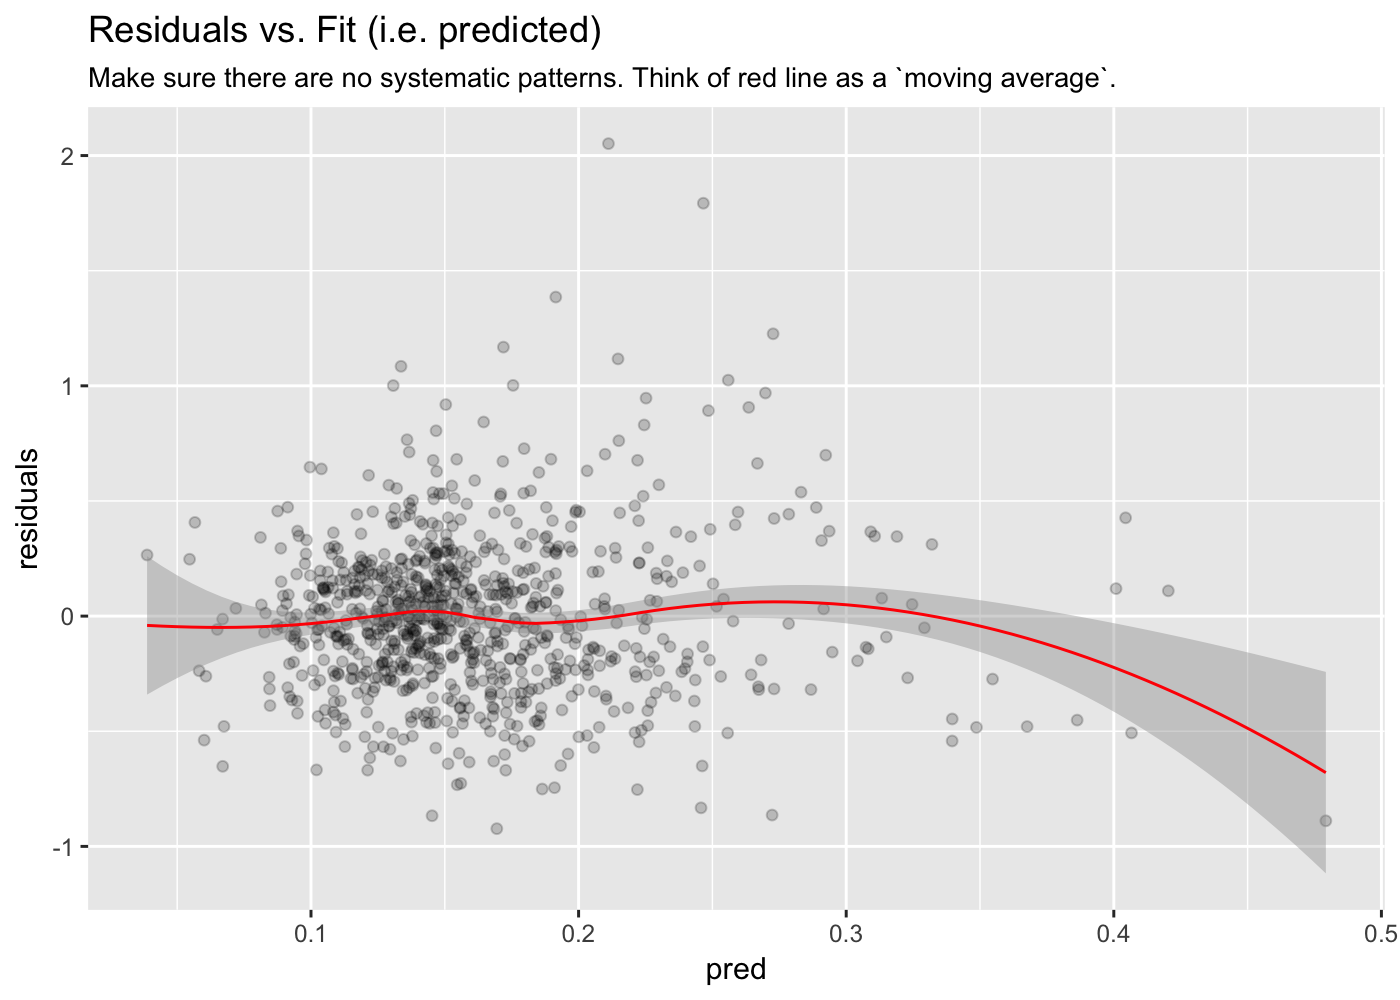 Residuals vs. Fit (i.e. predicted)
Make sure there are no systematic patterns. Think of red line as a `moving average`.
2
1
0
-1
residuals
0.1
0.2
0.3
0.4
0.5
pred